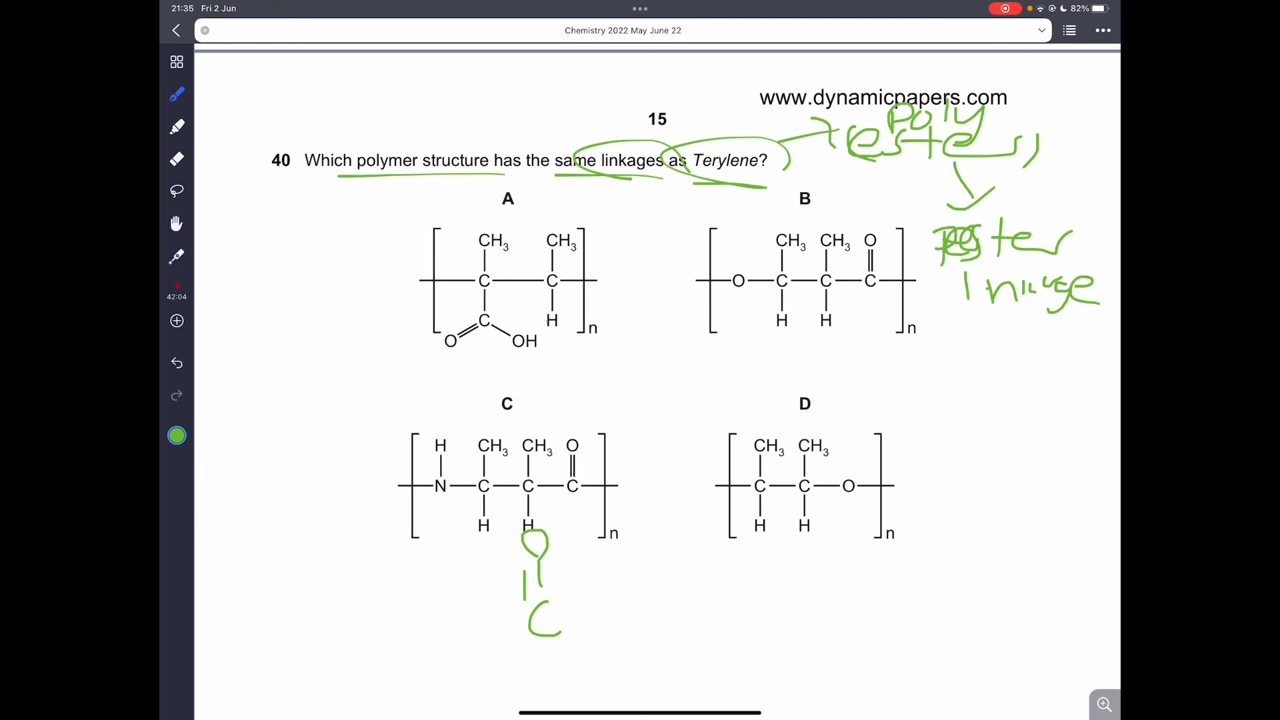 21:35 Fri 2 Jun
82%
Chemistry 2022 May June 22
www.dynamicpapers.com
15
Poly
ester
40 Which polymer structure has the same linkages as Terylene?
ester
linkage
A
B
CH3 CH3
C C
C H
O OH
n
CH3 CH3 O
O C C C
H H
n
42:04
C
D
H CH3 CH3 O
N C C C
H H
n
CH3 CH3
C C O
H H
n
O
C